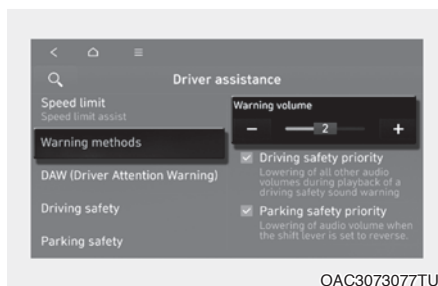 Driver assistance
Speed limit
Speed limit assist
Warning methods
DAW (Driver Attention Warning)
Driving safety
Parking safety
Warning volume
− 2 +
Driving safety priority
Lowering of all other audio
volumes during playback of a
driving safety sound warning
Parking safety priority
Lowering of audio volume when
the shift lever is set to reverse.
OAC3073077TU